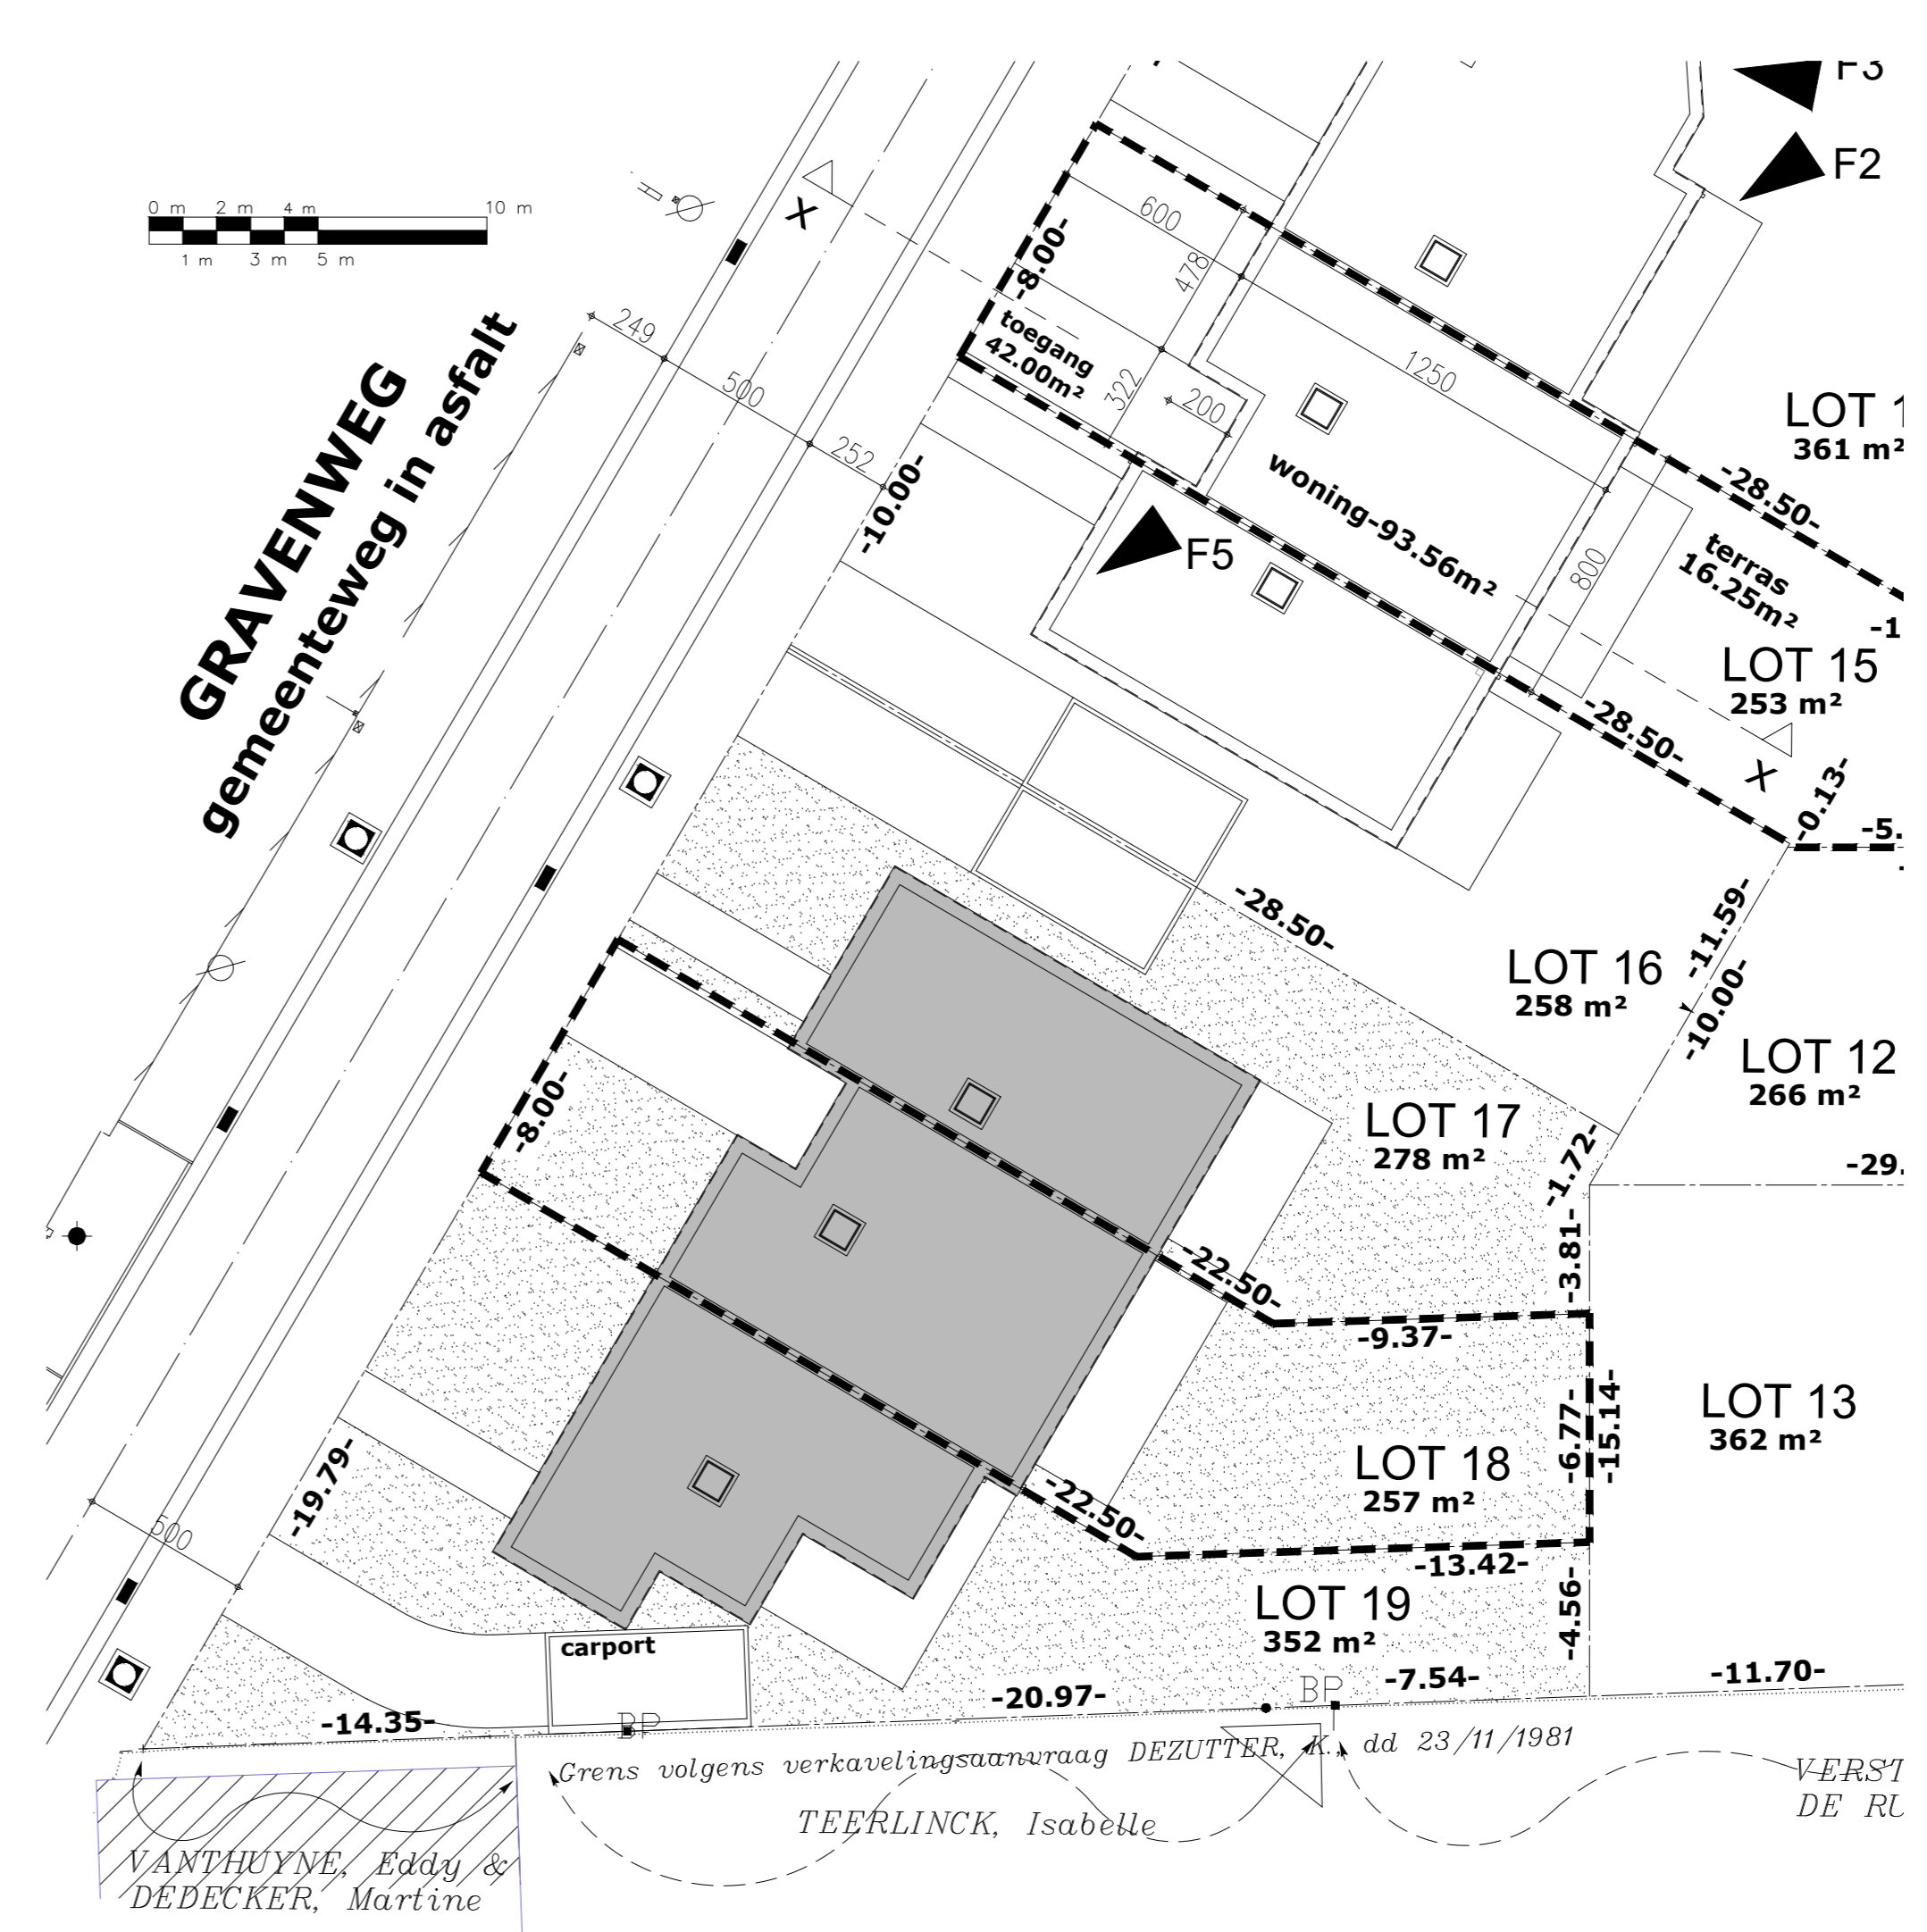 F3
F2
0 m 2 m 4 m 10 m
1 m 3 m 5 m
X
600
478
-8.00-
toegang
42.00m²
322
200
1250
249
500
252
GRAVENWEG
gemeenteweg in asfalt
-10.00-
woning-93.56m²
F5
800
terras
16.25m²
-28.50-
LOT 1
361 m²
-1
LOT 15
253 m²
-28.50-
X
-0.13-
-5.
-28.50-
LOT 16
258 m²
-11.59-
-10.00-
LOT 12
266 m²
LOT 17
278 m²
-1.72-
-29.
-8.00-
-3.81-
-22.50-
-9.37-
-6.77-
-15.14-
LOT 13
362 m²
LOT 18
257 m²
-22.50-
-13.42-
-19.79-
500
LOT 19
352 m²
-4.56-
carport
BP
-7.54-
-11.70-
-20.97-
-14.35-
BP
Grens volgens verkavelingsaanvraag DEZUTTER, K., dd 23/11/1981
TEERLINCK, Isabelle
VERST
DE RU
VANTHUYNE, Eddy &
DEDECKER, Martine